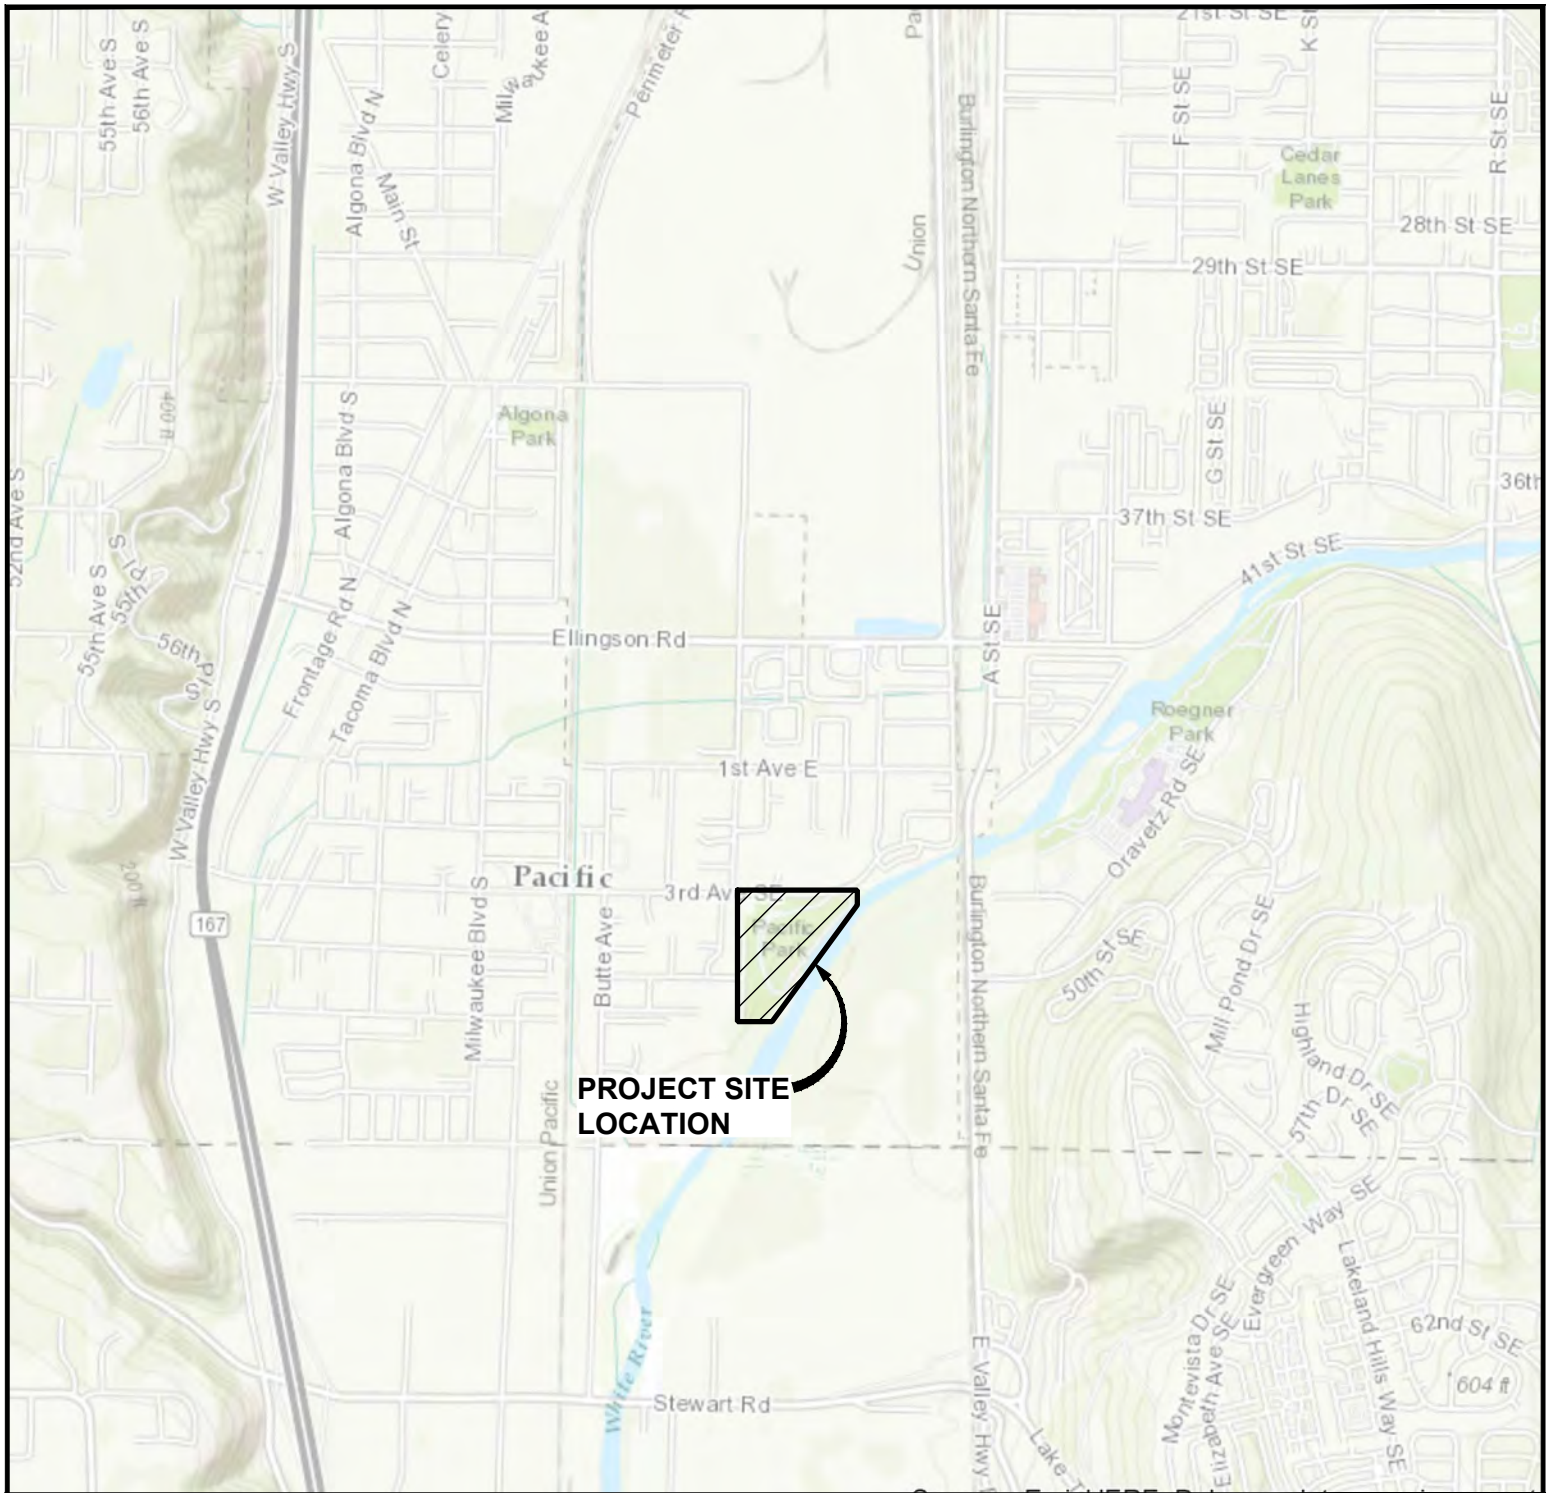 21st St SE
55th Ave S
56th Ave S
W Valley Hwy S
Algona Blvd N
Main St
Celery
Milwaukee A
Perimeter R
Pa
Union
Burlington Northern Santa Fe
F St SE
K St
R St SE
Cedar
Lanes
Park
28th St SE
29th St SE
400 ft
Algona Blvd S
Algona
Park
G St SE
36th
37th St SE
41st St SE
52nd Ave S
55th Ave S
55th Pl S
56th Pl S
Frontage Rd N
Tacoma Blvd N
Ellingson Rd
A St SE
Roegner
Park
W Valley Hwy S
1st Ave E
Oravetz Rd SE
200 ft
Pacific
3rd Av SE
167
Milwaukee Blvd S
Butte Ave
Pacific
Park
Burlington Northern Santa Fe
50th St SE
Mill Pond Dr SE
Highland Dr SE
57th Dr SE
PROJECT SITE
LOCATION
Union Pacific
White River
Stewart Rd
E Valley Hwy
Lake T
Evergreen Way SE
Montevista Dr SE
Elizabeth Ave SE
Lakeland Hills Way SE
62nd St SE
604 ft